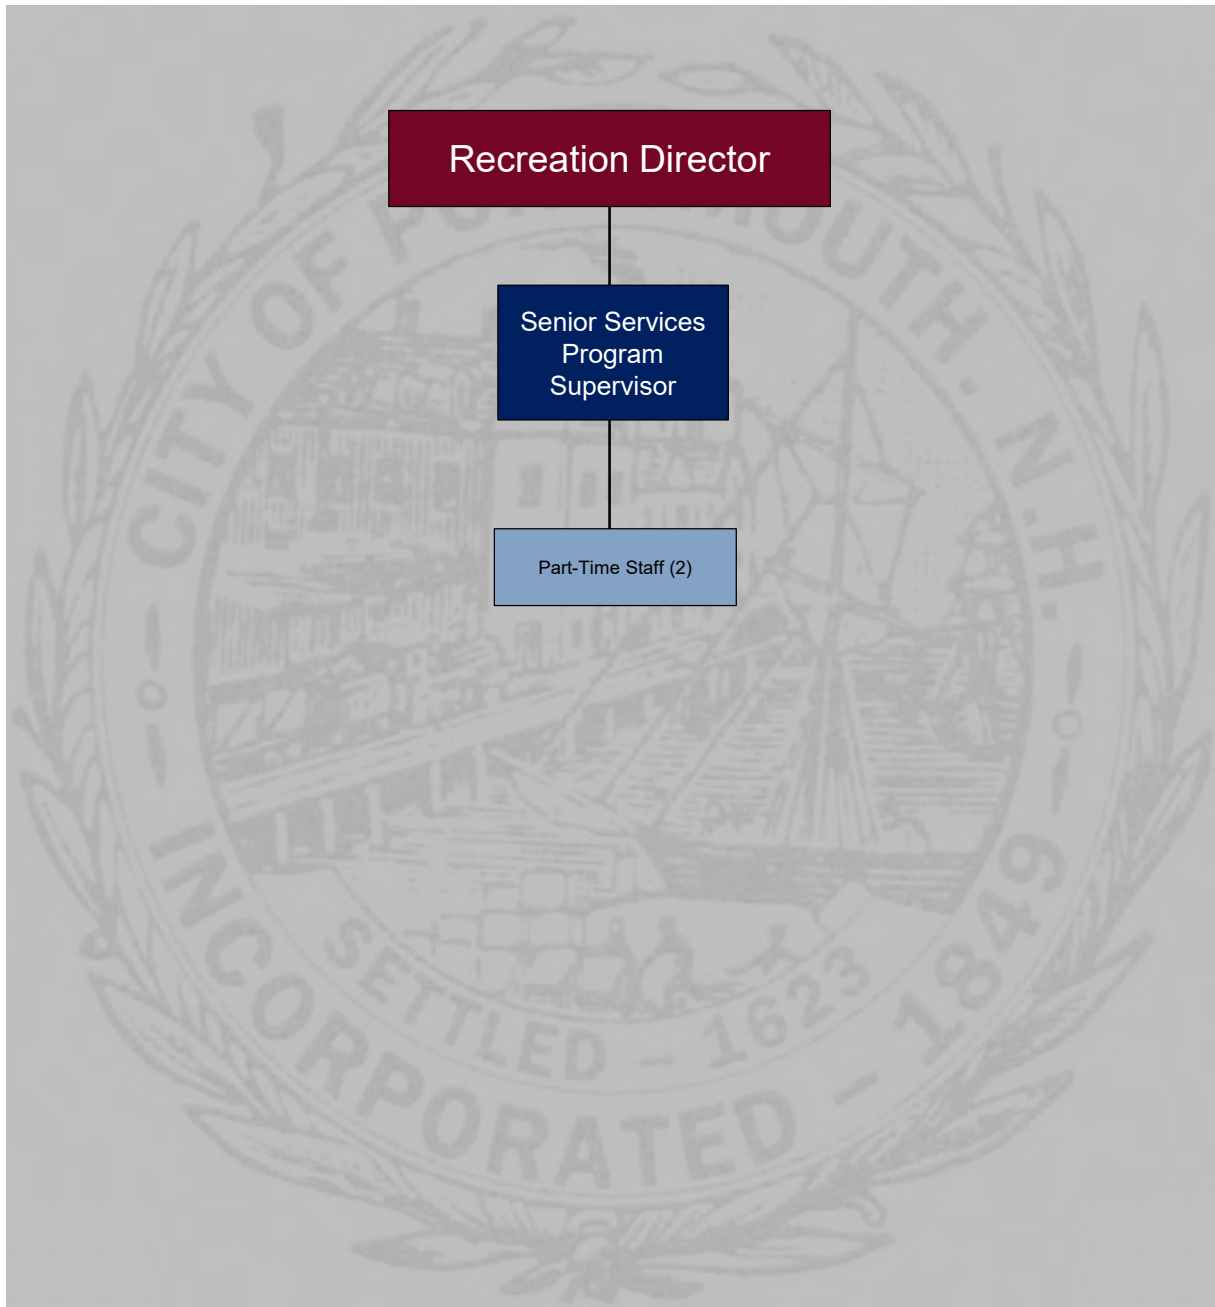 Recreation Director
Senior Services
Program
Supervisor
Part-Time Staff (2)
CITY OF PORTSMOUTH. N.H.
SETTLED - 1623
INCORPORATED - 1849